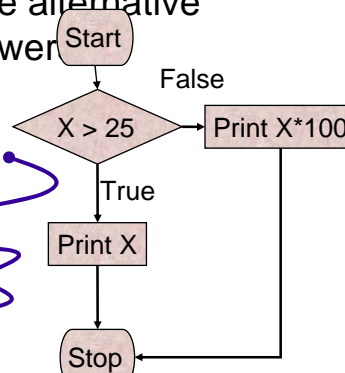 e alternative
wer
Start
False
X > 25
Print X*100
True
Print X
Stop